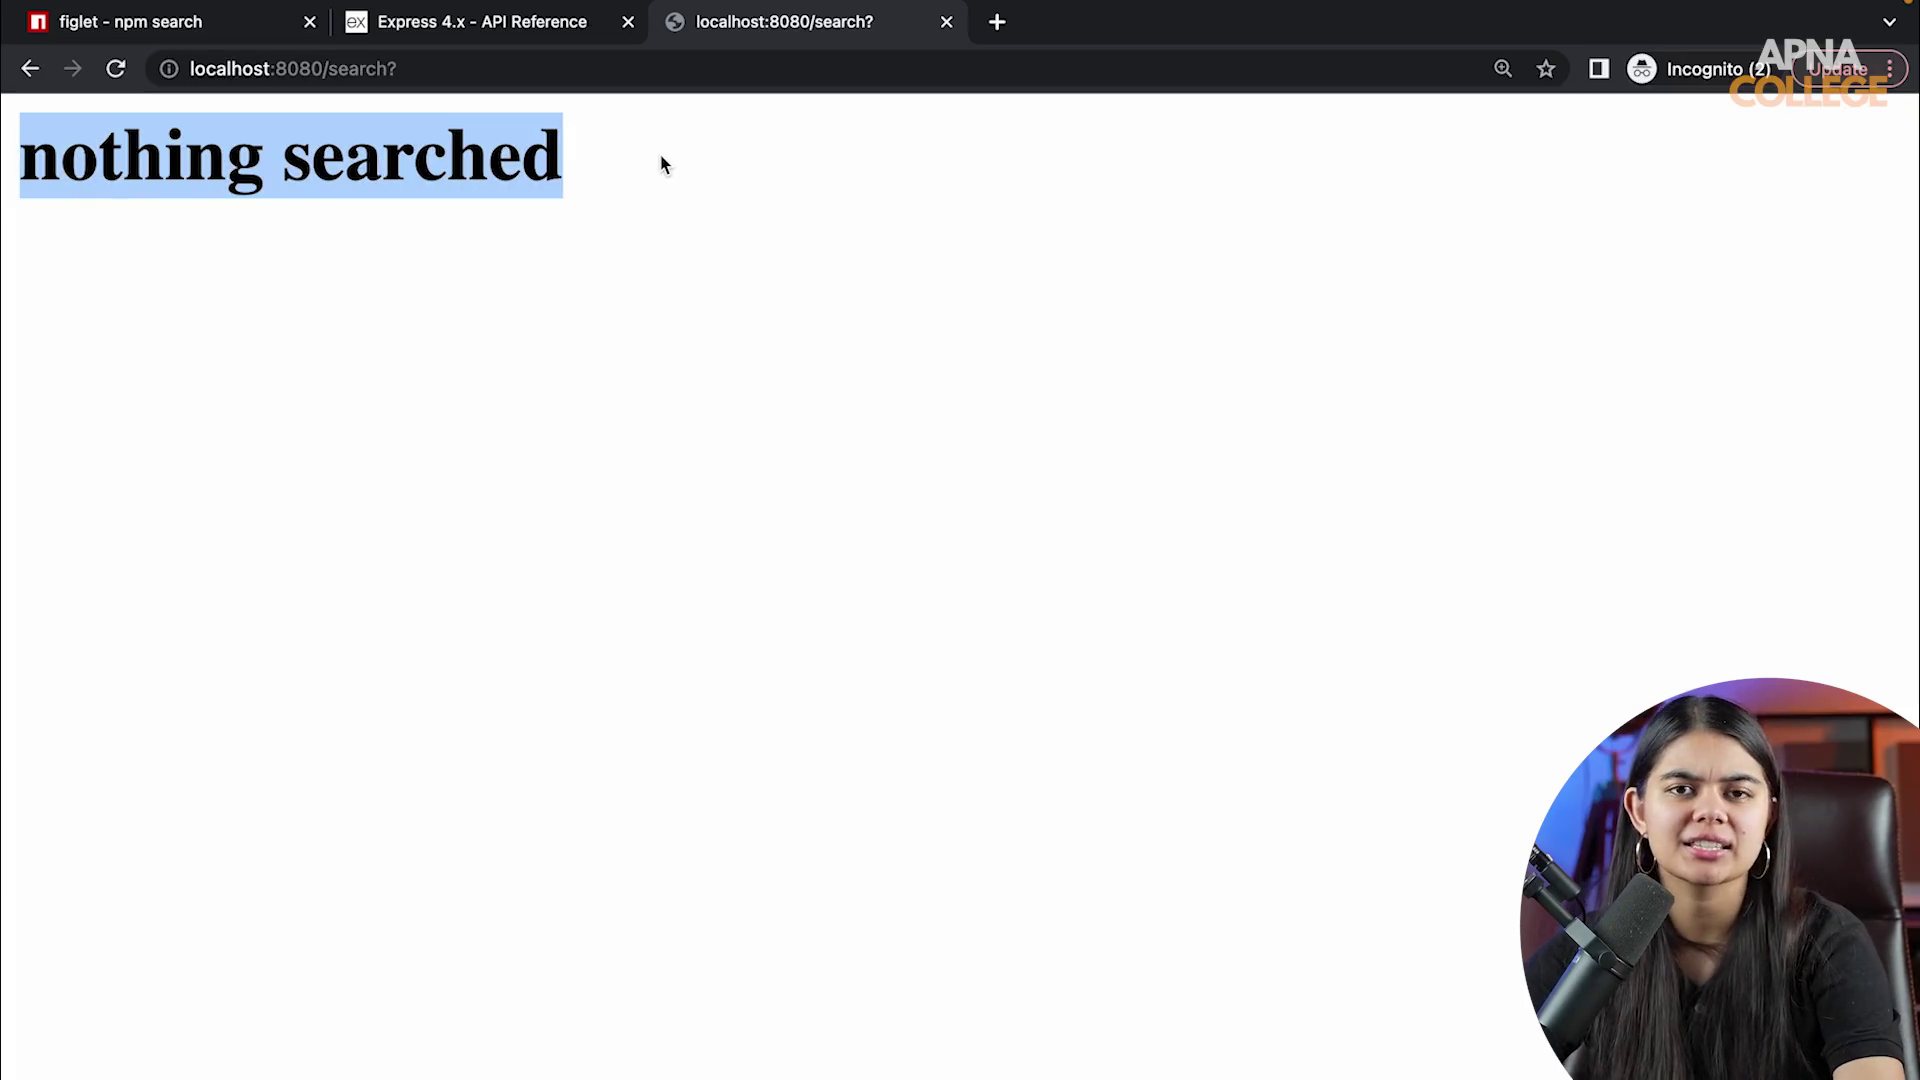 figlet - npm search
ex Express 4.x - API Reference
localhost:8080/search?
localhost:8080/search?
Incognito (2)
Update
APNA
COLLEGE
nothing searched